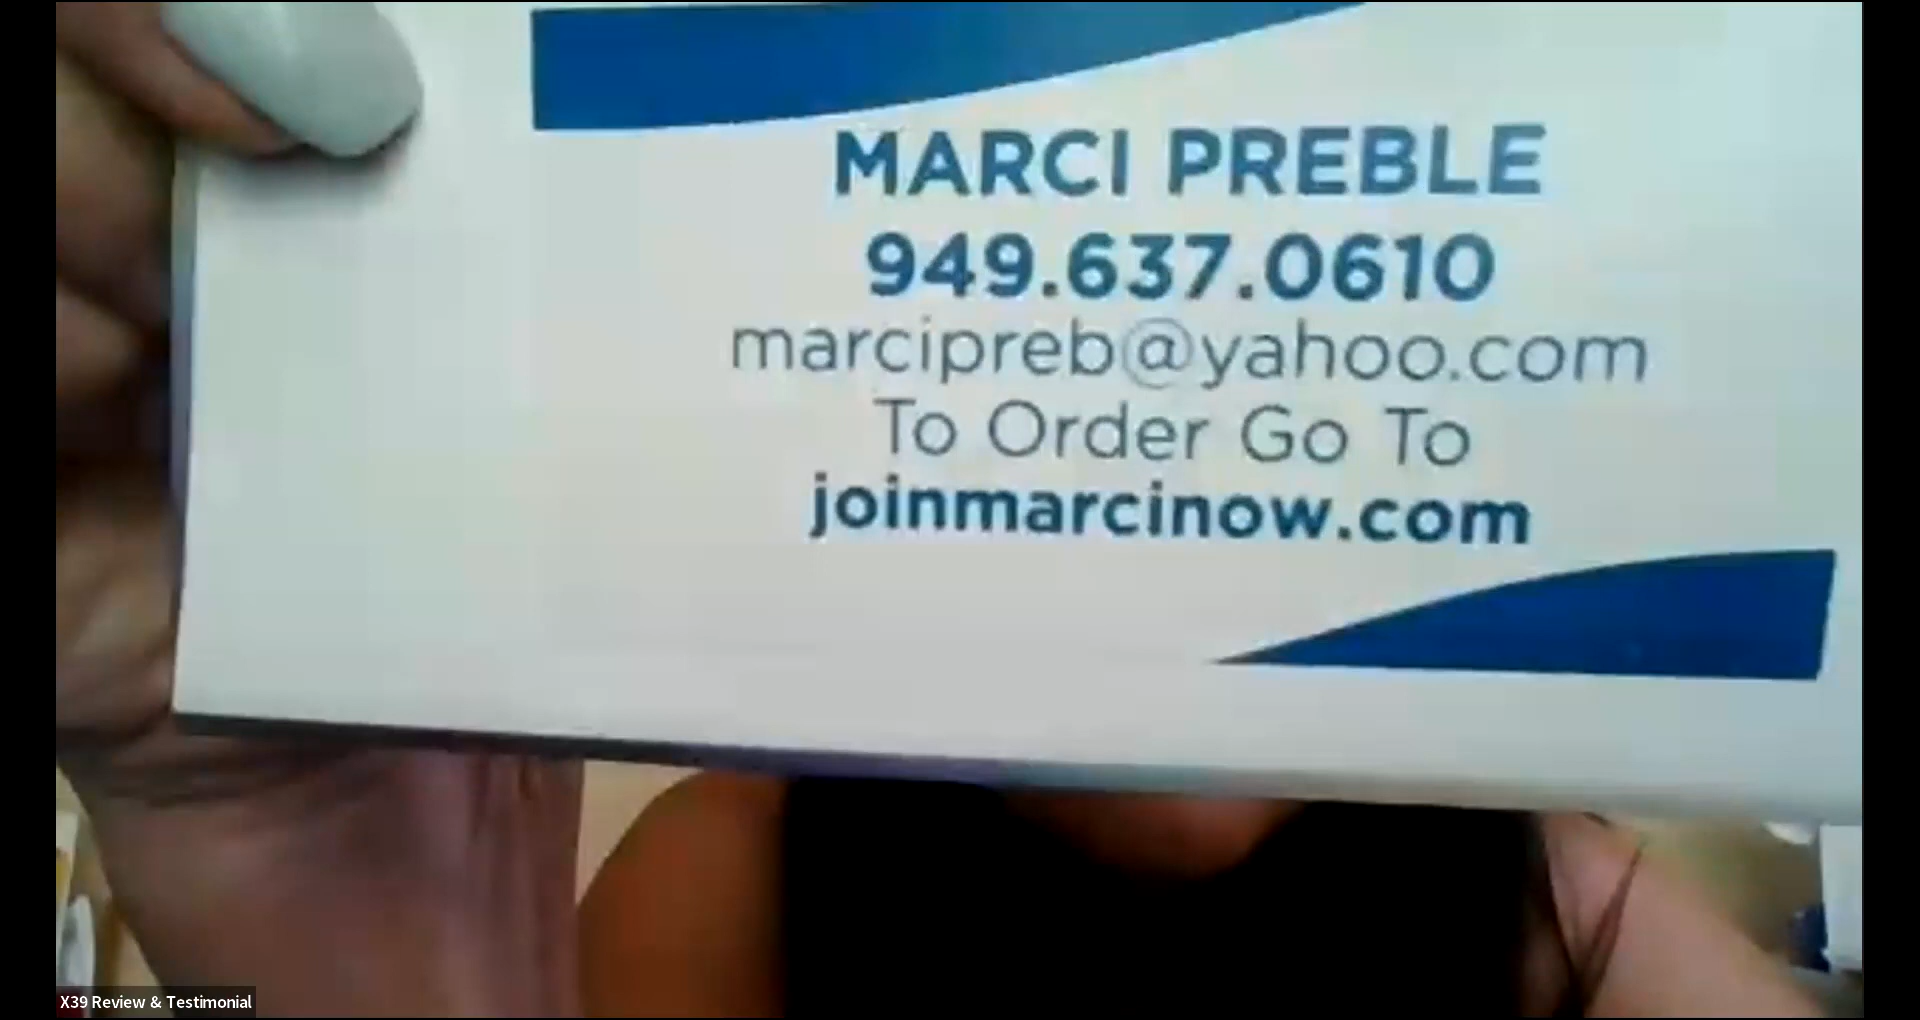 MARCI PREBLE
949.637.0610
marcipreb@yahoo.com
To Order Go To
joinmarcinow.com
X39 Review & Testimonial